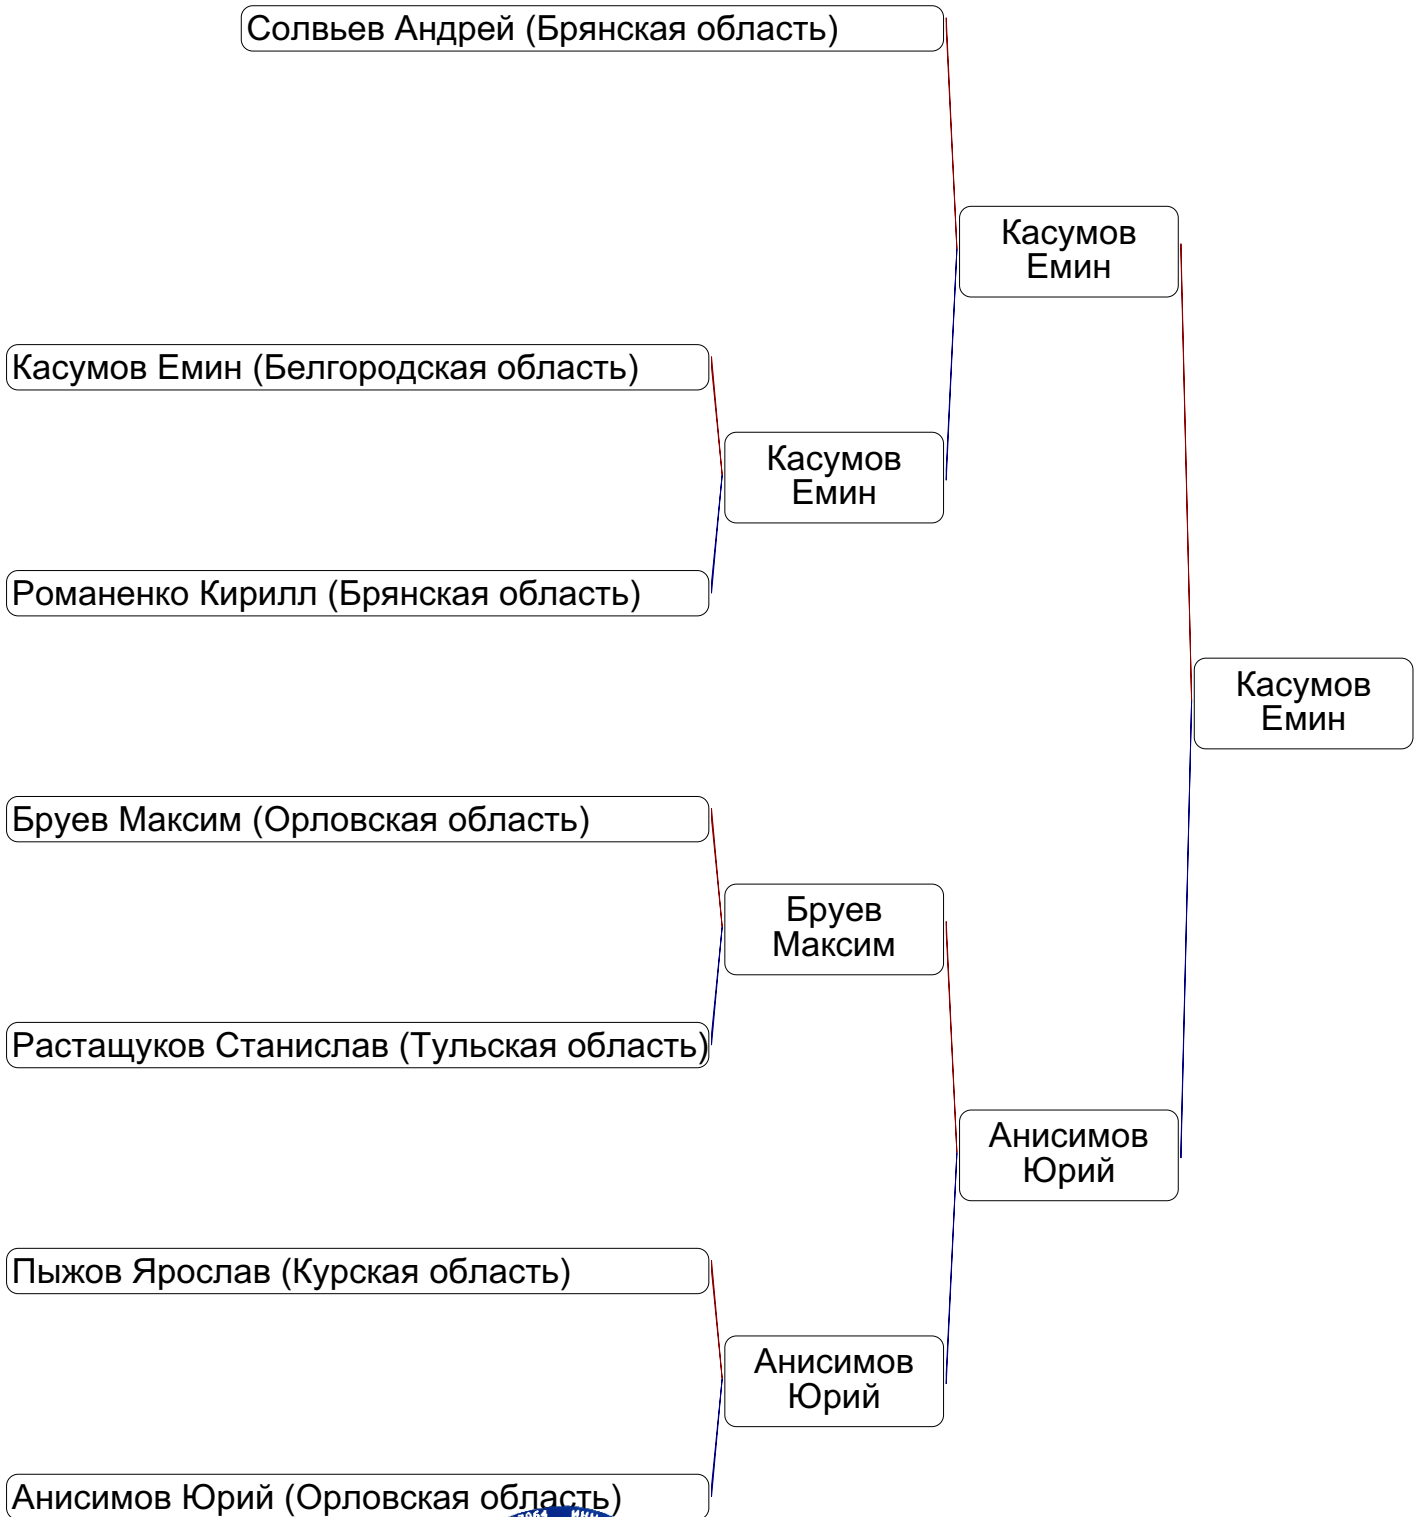 Солвьев Андрей (Брянская область)
Касумов
Емин
Касумов Емин (Белгородская область)
Касумов
Емин
Романенко Кирилл (Брянская область)
Касумов
Емин
Бруев Максим (Орловская область)
Бруев
Максим
Растащуков Станислав (Тульская область)
Анисимов
Юрий
Пыжов Ярослав (Курская область)
Анисимов
Юрий
Анисимов Юрий (Орловская область)